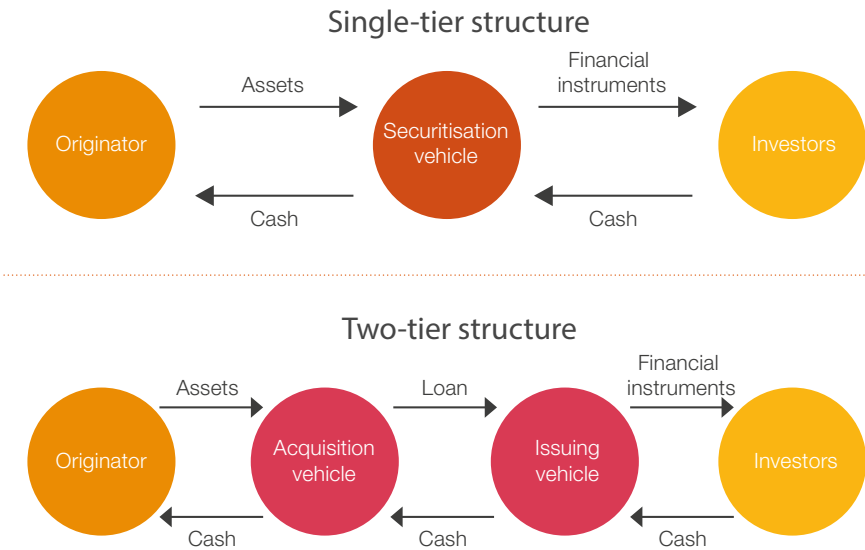 Single-tier structure
Financial
instruments
Assets
Originator
Securitisation
vehicle
Investors
Cash
Cash
Two-tier structure
Financial
instruments
Assets
Loan
Originator
Acquisition
vehicle
Issuing
vehicle
Investors
Cash
Cash
Cash